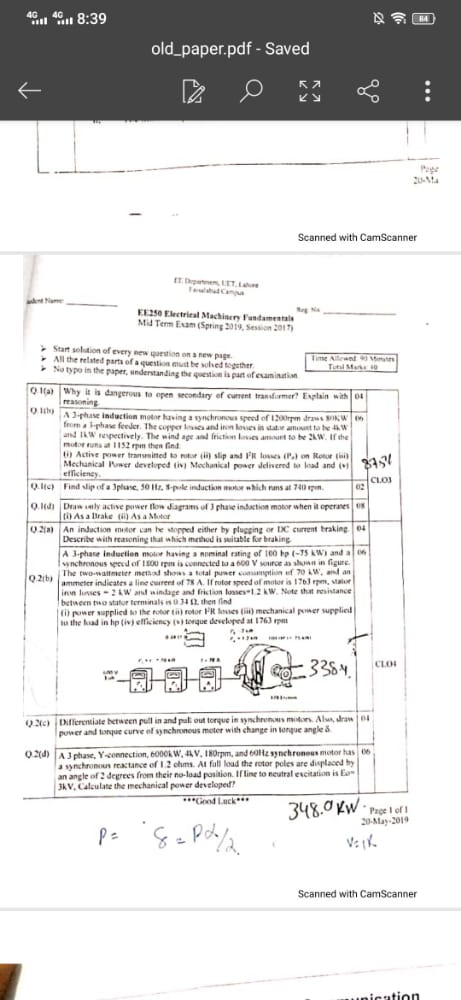 4G 4G 8:39
84
old_paper.pdf - Saved
Page
20-Ma
Scanned with CamScanner
EE Department, UET, Lahore
Faisalabad Campus
Name:
Reg. No
EE250 Electrical Machinery Fundamentals
Mid Term Exam (Spring 2019, Session 2017)
➤ Start solution of every new question on a new page.
➤ All the related parts of a question must be solved together.
➤ No typo in the paper, understanding the question is part of examination
Time Allowed: 90 Minutes
Total Marks:
Q.1(a) Why it is dangerous to open secondary of current transformer? Explain with reasoning. 04
Q.1(b) A 3-phase induction motor having a synchronous speed of 1200rpm draws 80KW 06
from a 3-phase feeder. The copper losses and iron losses in stator amount to be 4kW
and 1kW respectively. The wind age and friction losses amount to be 2kW. If the
motor runs at 1152 rpm then find:
(i) Active power transmitted to rotor (ii) slip and I²R losses (Pjr) on Rotor (iii)
Mechanical Power developed (iv) Mechanical power delivered to load and (v)
efficiency.
CLO3
Q.1(c) Find slip of a 3phase, 50 Hz, 8-pole induction motor which runs at 740 rpm. 02
Q.1(d) Draw only active power flow diagrams of 3 phase induction motor when it operates 08
(i) As a Brake (ii) As a Motor
Q.2(a) An induction motor can be stopped either by plugging or DC current braking. 04
Describe with reasoning that which method is suitable for braking.
A 3-phase induction motor having a nominal rating of 100 hp (~75 kW) and a 06
synchronous speed of 1800 rpm is connected to a 600 V source as shown in figure.
Q.2(b) The two-wattmeter method shows a total power consumption of 70 kW, and an
ammeter indicates a line current of 78 A. If rotor speed of motor is 1763 rpm, stator
iron losses = 2 kW and windage and friction losses=1.2 kW. Note that resistance
between two stator terminals is 0.34 Ω, then find
(i) power supplied to the rotor (ii) rotor I²R losses (iii) mechanical power supplied
to the load in hp (iv) efficiency (v) torque developed at 1763 rpm
CLO4
Q.2(c) Differentiate between pull in and pull out torque in synchronous motors. Also, draw 04
power and torque curve of synchronous motor with change in torque angle δ.
Q.2(d) A 3 phase, Y-connection, 6000kW, 4kV, 180rpm, and 60Hz synchronous motor has 06
a synchronous reactance of 1.2 ohms. At full load the rotor poles are displaced by
an angle of 2 degrees from their no-load position. If line to neutral excitation is Eo=
3kV, Calculate the mechanical power developed?
***Good Luck***
348.0 KW
Page 1 of 1
20-May-2019
P= δ = Pα/2
Scanned with CamScanner